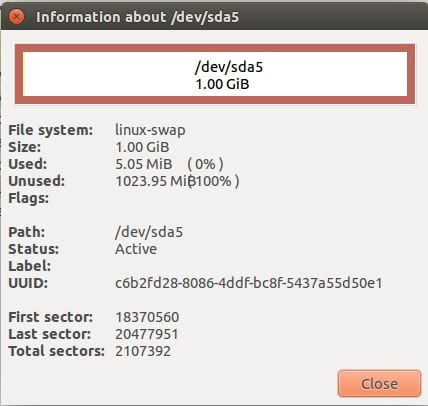 Information about /dev/sda5
/dev/sda5
1.00 GiB
File system: linux-swap
Size: 1.00 GiB
Used: 5.05 MiB ( 0% )
Unused: 1023.95 MiB ( 100% )
Flags:
Path: /dev/sda5
Status: Active
Label:
UUID: c6b2fd28-8086-4ddf-bc8f-5437a55d50e1
First sector: 18370560
Last sector: 20477951
Total sectors: 2107392
Close